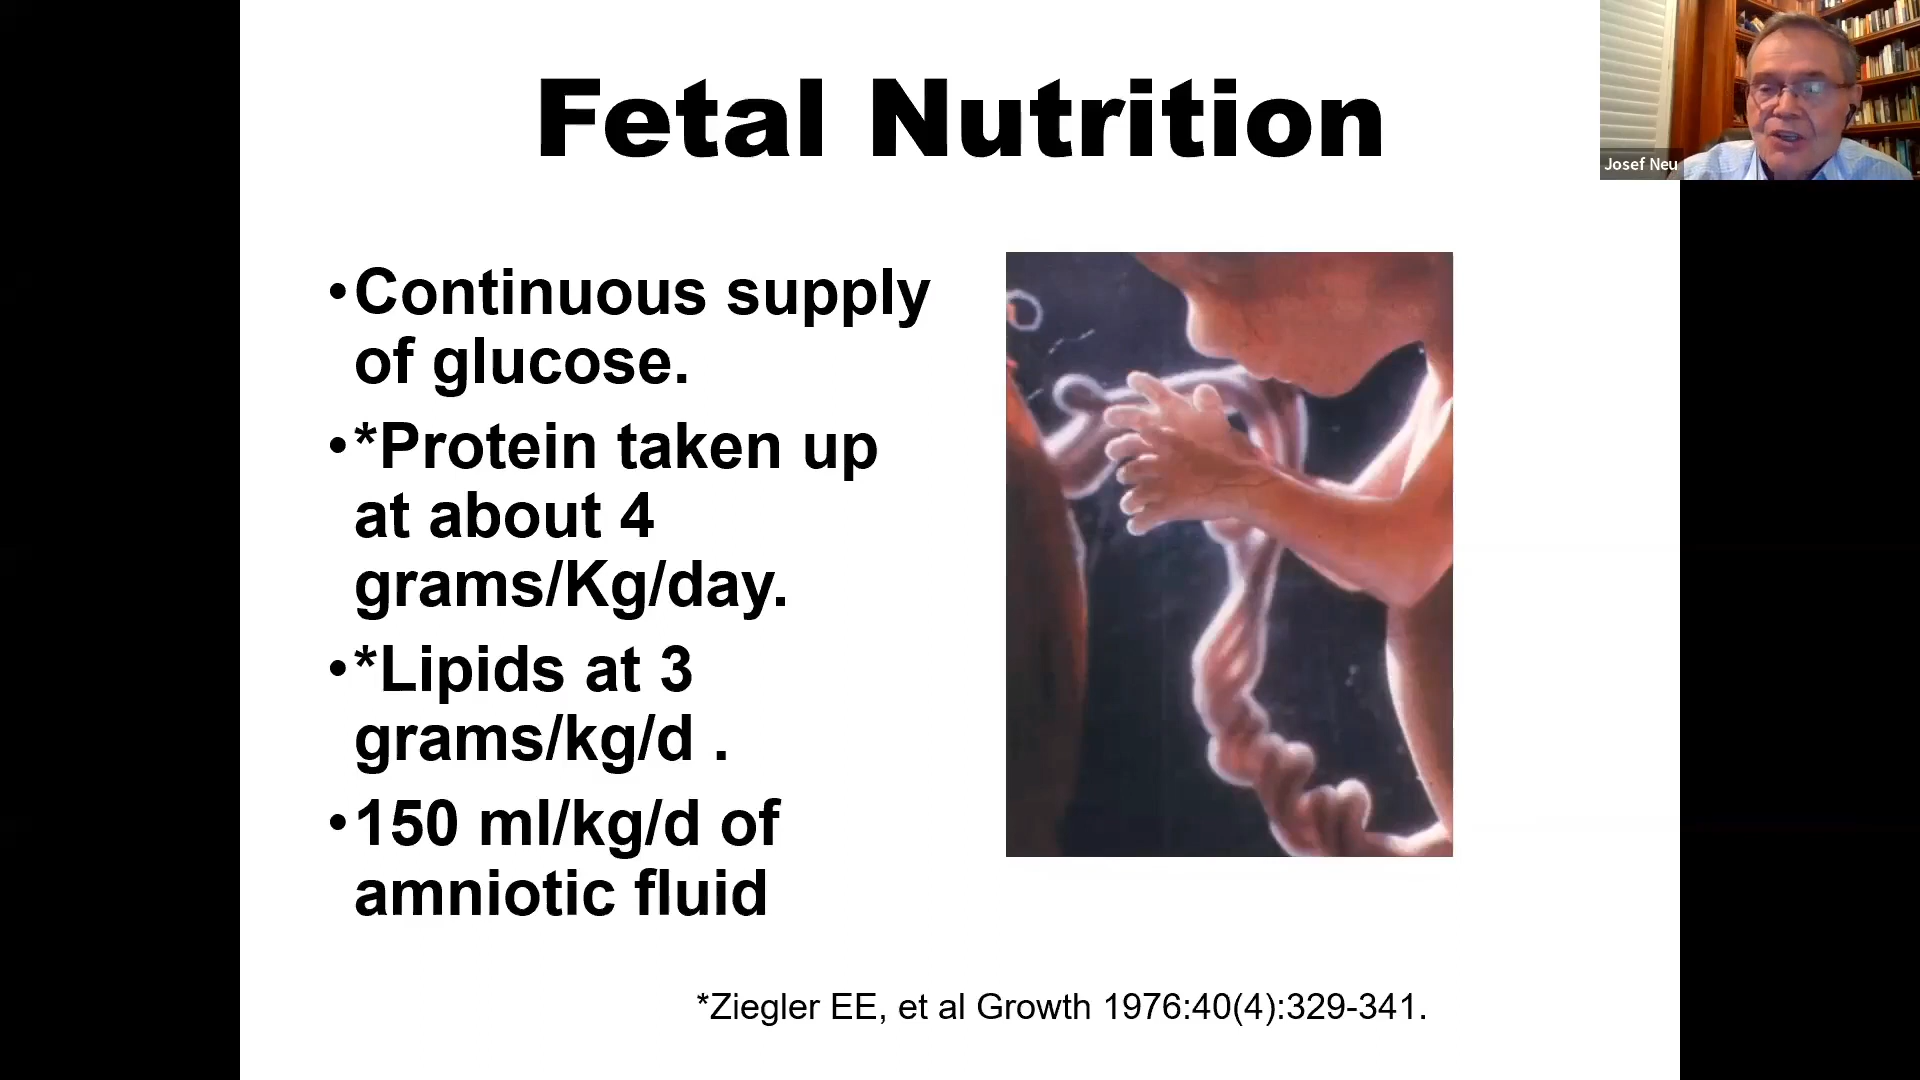 Fetal Nutrition
Josef Neu
•Continuous supply
of glucose.
•*Protein taken up
at about 4
grams/Kg/day.
•*Lipids at 3
grams/kg/d .
•150 ml/kg/d of
amniotic fluid
*Ziegler EE, et al Growth 1976:40(4):329-341.